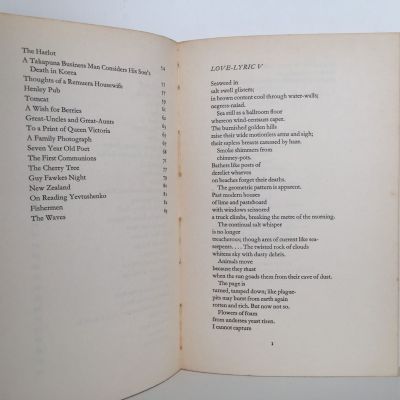 The Harlot
A Takapuna Business Man Considers His Son's
Death in Korea
Thoughts of a Remuera Housewife
Henley Pub
Tomcat
A Wish for Berries
Great-Uncles and Great-Aunts
To a Print of Queen Victoria
A Family Photograph
Seven Year Old Poet
The First Communions
The Cherry Tree
Guy Fawkes Night
New Zealand
On Reading Yevtushenko
Fishermen
The Waves
LOVE-LYRIC V
Seaweed in
salt swell glistens;
in brown content cool through water-walls;
negress-naiad.
Sea still as a ballroom floor
whereon wind-centaurs caper.
The burnished golden hills
raise their wide motionless arms and sigh;
their sapless breasts caressed by haze.
Smoke shimmers from
chimney-pots.
Bathers like posts of
derelict wharves
on beaches forget their deaths.
The geometric pattern is apparent.
Past modern houses
of lime and pasteboard
with windows scissored
a truck climbs, breaking the metre of the morning.
The continual salt whisper
is no longer
treacherous; though arms of current like sea-
serpents. . . . The twisted rock of clouds
whitens sky with dusty debris.
Animals move
because they must
when the sun goads them from their cave of dust.
The page is
turned, tamped down; like plague-
pits may burst from earth again
rotten and rich. But now not so.
Flowers of foam
from undersea yeast risen.
I cannot capture
1